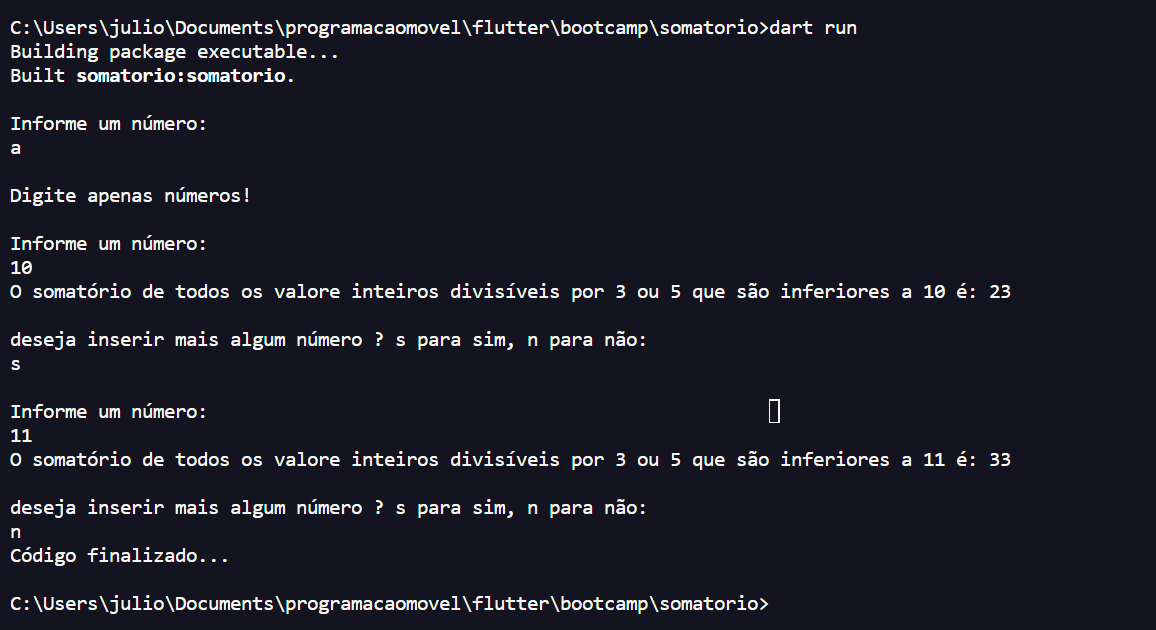 C:\Users\julio\Documents\programacaomovel\flutter\bootcamp\somatorio>dart run
Building package executable...
Built somatorio:somatorio.
Informe um número:
a
Digite apenas números!
Informe um número:
10
O somatório de todos os valore inteiros divisíveis por 3 ou 5 que são inferiores a 10 é: 23
deseja inserir mais algum número ? s para sim, n para não:
s
Informe um número:
11
O somatório de todos os valore inteiros divisíveis por 3 ou 5 que são inferiores a 11 é: 33
deseja inserir mais algum número ? s para sim, n para não:
n
Código finalizado...
C:\Users\julio\Documents\programacaomovel\flutter\bootcamp\somatorio>